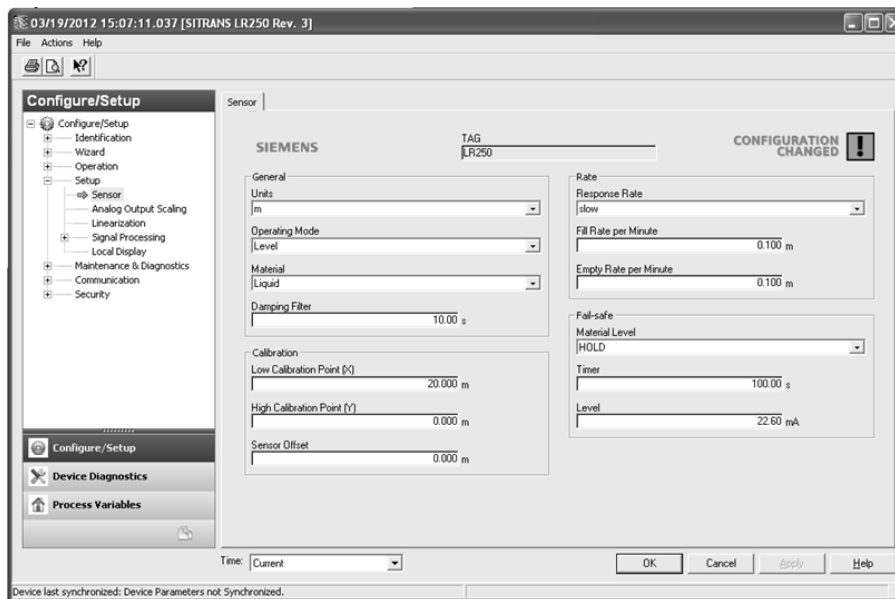 03/19/2012 15:07:11.037 [SITRANS LR250 Rev. 3]
File Actions Help
Configure/Setup
Configure/Setup
Identification
Wizard
Operation
Setup
Sensor
Analog Output Scaling
Linearization
Signal Processing
Local Display
Maintenance & Diagnostics
Communication
Security
Configure/Setup
Device Diagnostics
Process Variables
Sensor
SIEMENS
TAG
LR250
CONFIGURATION
CHANGED !
General
Units
m
Operating Mode
Level
Material
Liquid
Damping Filter
10.00 s
Calibration
Low Calibration Point (X)
20.000 m
High Calibration Point (Y)
0.000 m
Sensor Offset
0.000 m
Rate
Response Rate
slow
Fill Rate per Minute
0.100 m
Empty Rate per Minute
0.100 m
Fail-safe
Material Level
HOLD
Timer
100.00 s
Level
22.60 mA
Time: Current
OK Cancel Apply Help
Device last synchronized: Device Parameters not Synchronized.